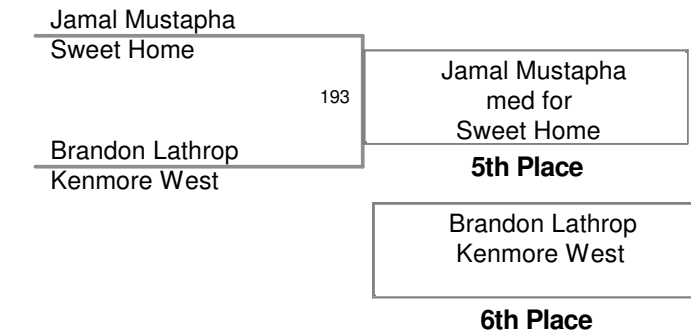 Jamal Mustapha
Sweet Home
193
Brandon Lathrop
Kenmore West
Jamal Mustapha
med for
Sweet Home
5th Place
Brandon Lathrop
Kenmore West
6th Place